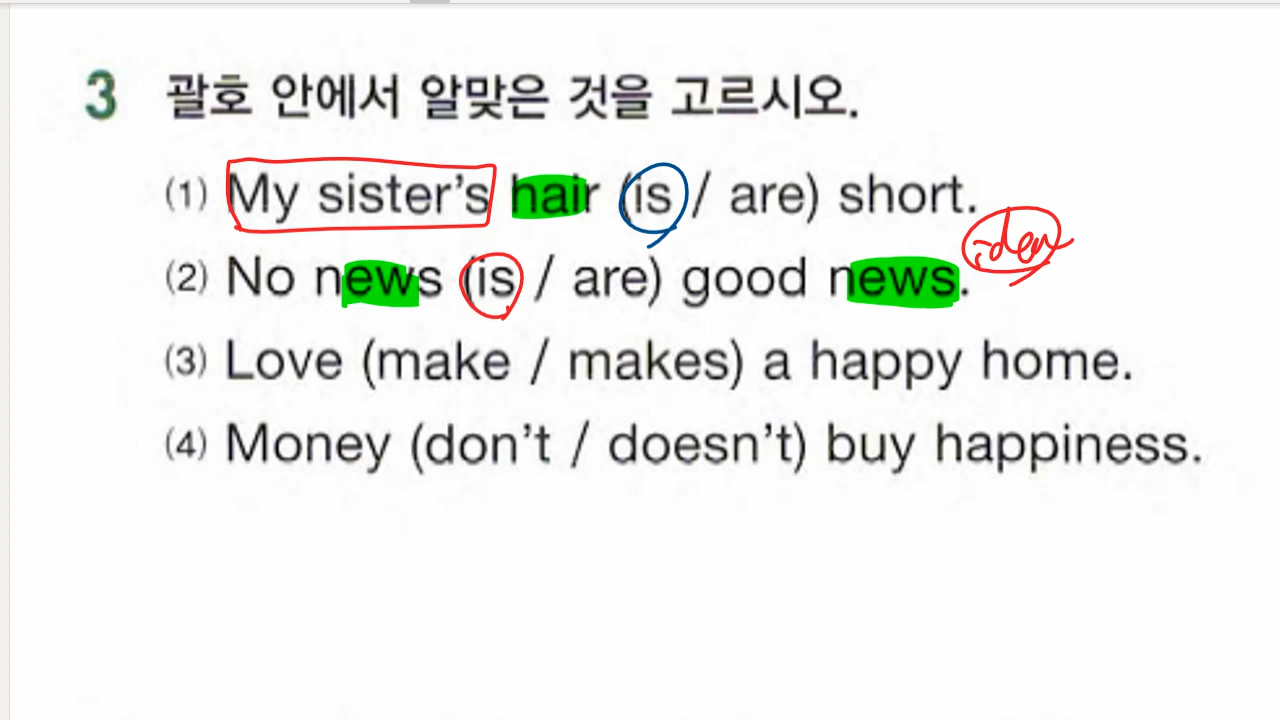 3 괄호 안에서 알맞은 것을 고르시오.
(1) My sister's hair (is / are) short.
(2) No news (is / are) good news.
(3) Love (make / makes) a happy home.
(4) Money (don't / doesn't) buy happiness.